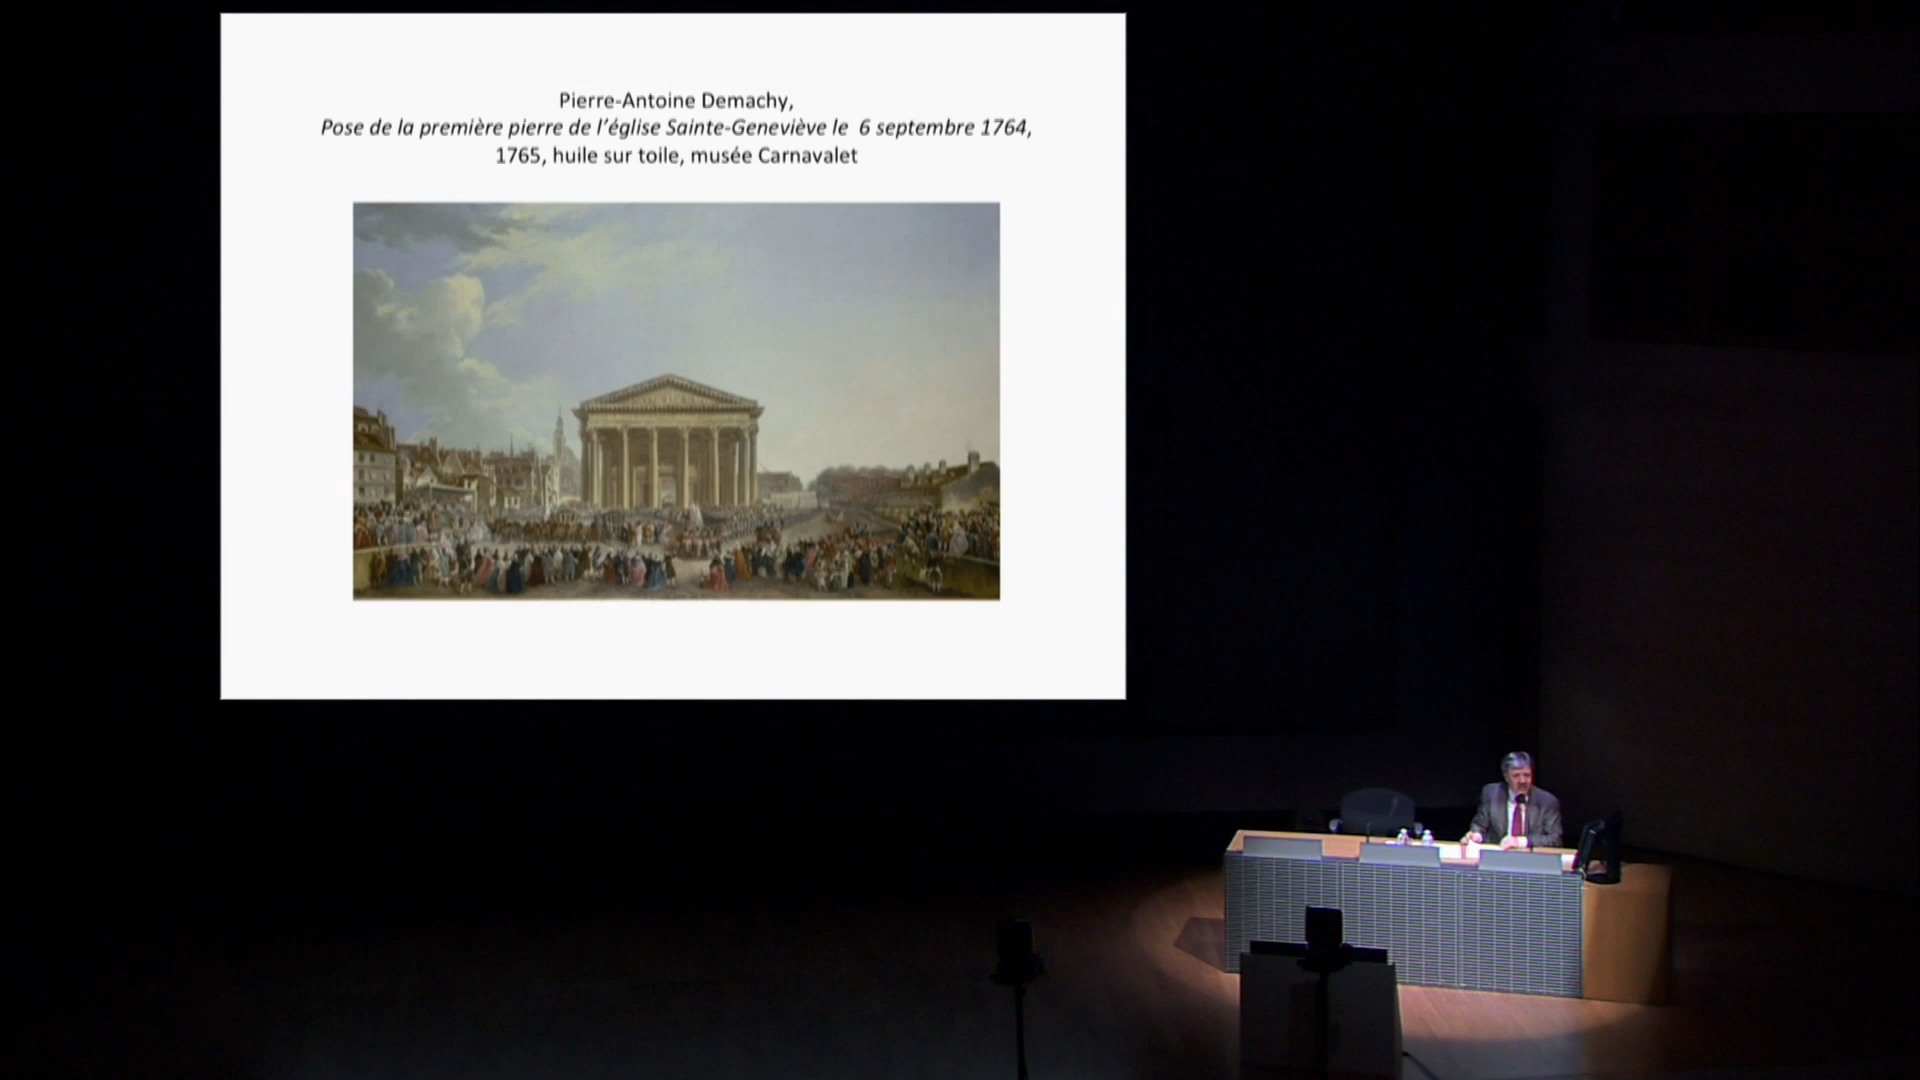 Pierre-Antoine Demachy,
Pose de la première pierre de l’église Sainte-Geneviève le  6 septembre 1764,
1765, huile sur toile, musée Carnavalet